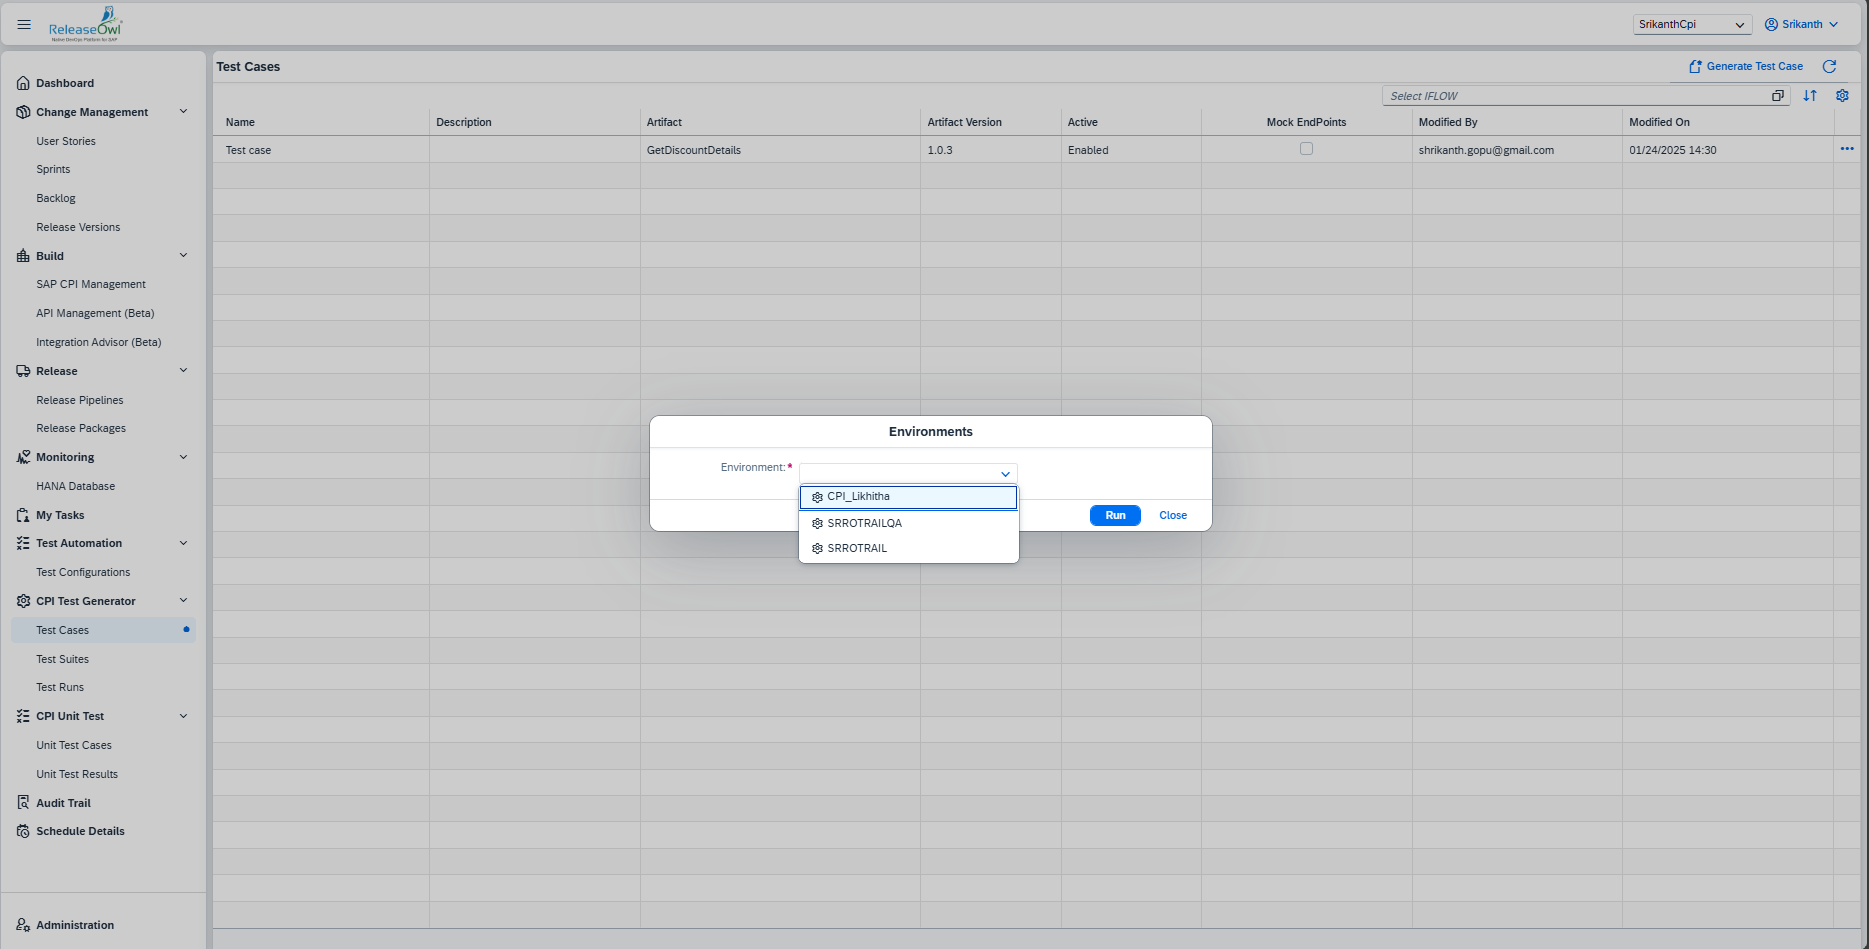 ReleaseOwl
Native DevOps Platform for SAP
SrikanthCpi
Srikanth
Dashboard
Change Management
User Stories
Sprints
Backlog
Release Versions
Build
SAP CPI Management
API Management (Beta)
Integration Advisor (Beta)
Release
Release Pipelines
Release Packages
Monitoring
HANA Database
My Tasks
Test Automation
Test Configurations
CPI Test Generator
Test Cases
Test Suites
Test Runs
CPI Unit Test
Unit Test Cases
Unit Test Results
Audit Trail
Schedule Details
Administration
Test Cases
Generate Test Case
Select IFLOW
Name Description Artifact Artifact Version Active Mock EndPoints Modified By Modified On
Test case GetDiscountDetails 1.0.3 Enabled shrikanth.gopu@gmail.com 01/24/2025 14:30
Environments
Environment:*
CPI_Likhitha
SRROTRAILQA
SRROTRAIL
Run Close